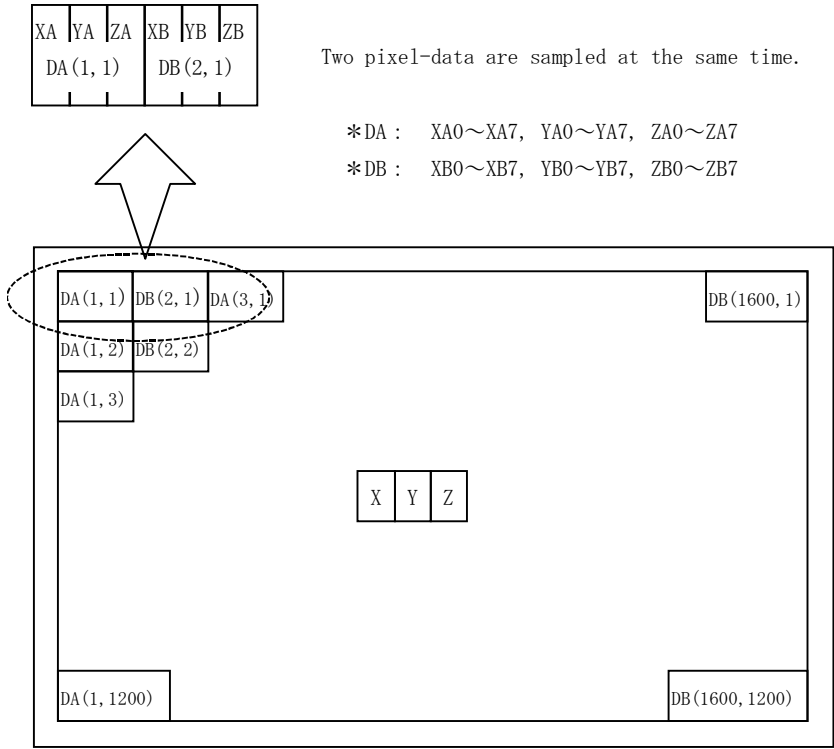 XA YA ZA XB YB ZB
DA(1,1) DB(2,1)
Two pixel-data are sampled at the same time.
*DA : XA0～XA7, YA0～YA7, ZA0～ZA7
*DB : XB0～XB7, YB0～YB7, ZB0～ZB7
DA(1,1) DB(2,1) DA(3,1) DB(1600,1)
DA(1,2) DB(2,2)
DA(1,3)
X Y Z
DA(1,1200) DB(1600,1200)